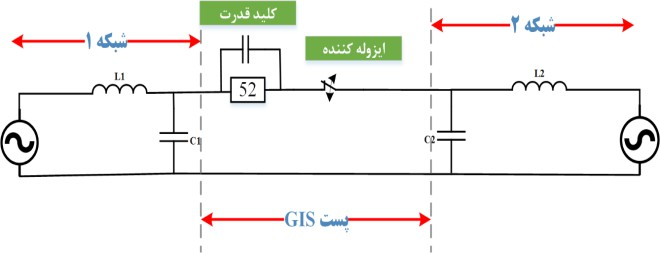 کلید قدرت
شبکه ۱
شبکه ۲
ایزوله کننده
L1
L2
52
C1
C2
پست GIS